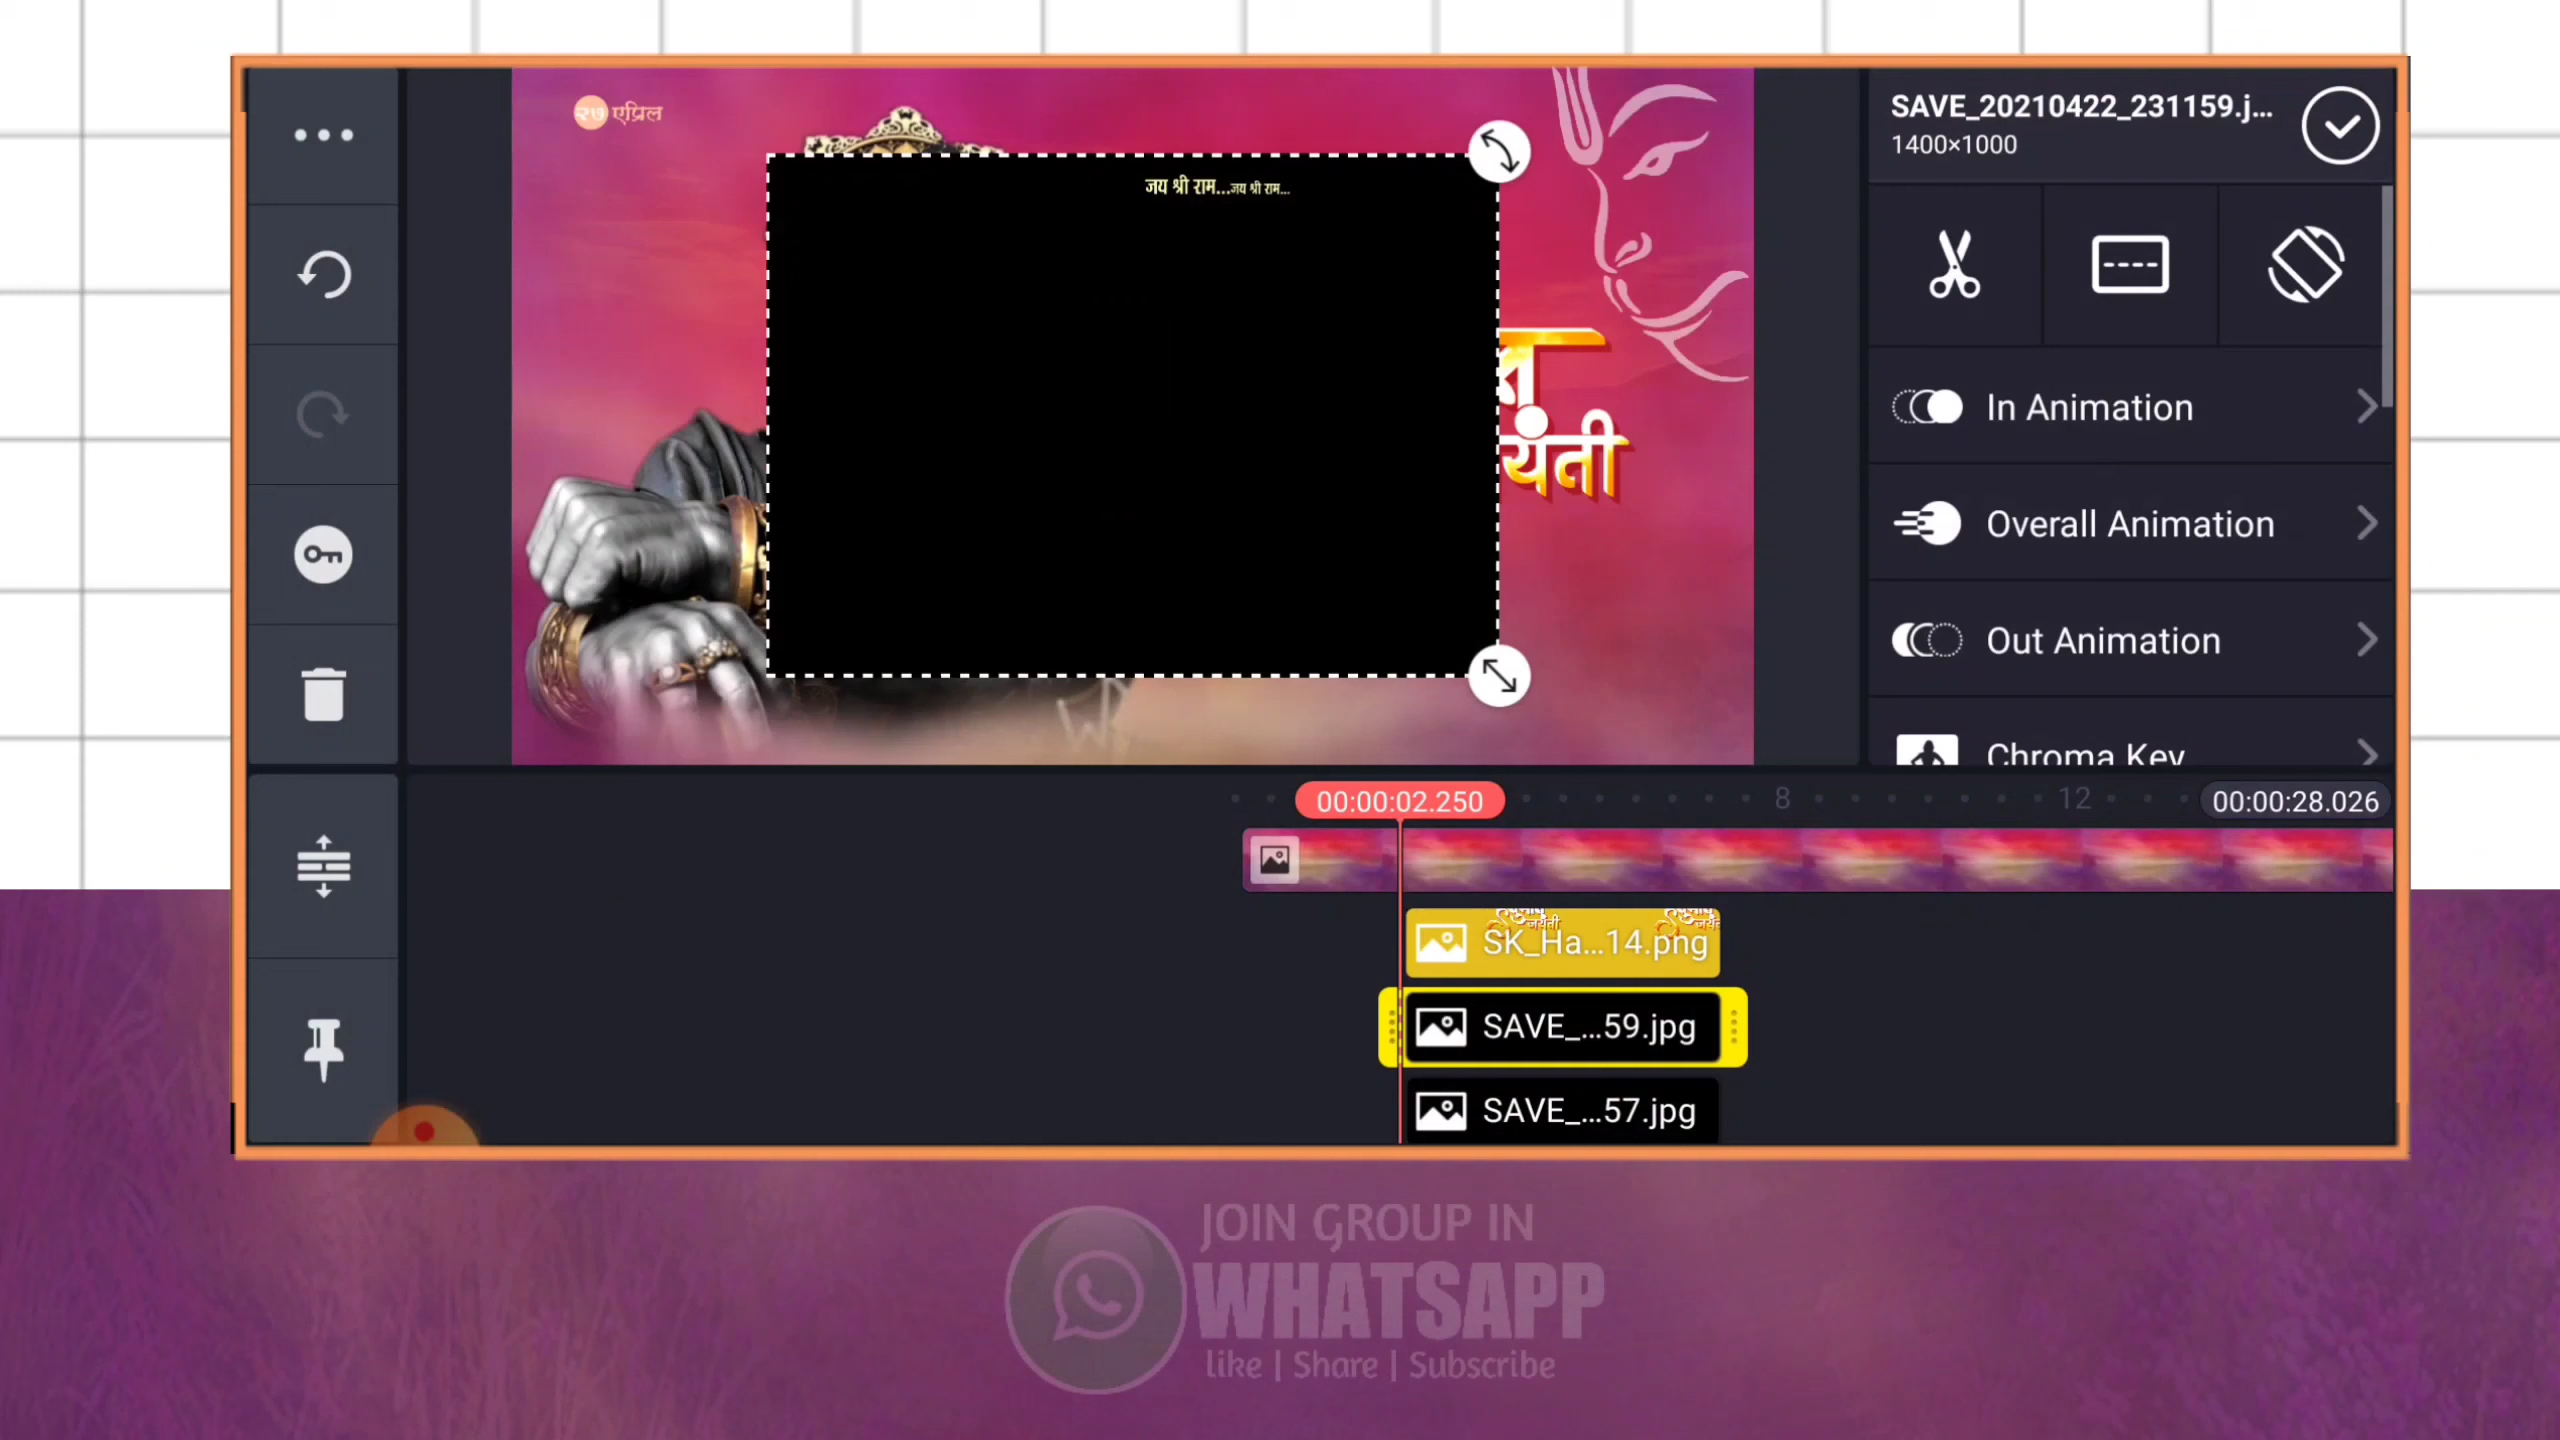 २७ एप्रिल
जय श्री राम...जय श्री राम...
यंती
SAVE_20210422_231159.j...
1400×1000
In Animation
Overall Animation
Out Animation
Chroma Key
00:00:02.250
8
12
00:00:28.026
जयंती
SK_Ha...14.png
SAVE_...59.jpg
SAVE_...57.jpg
JOIN GROUP IN
WHATSAPP
like | Share | Subscribe